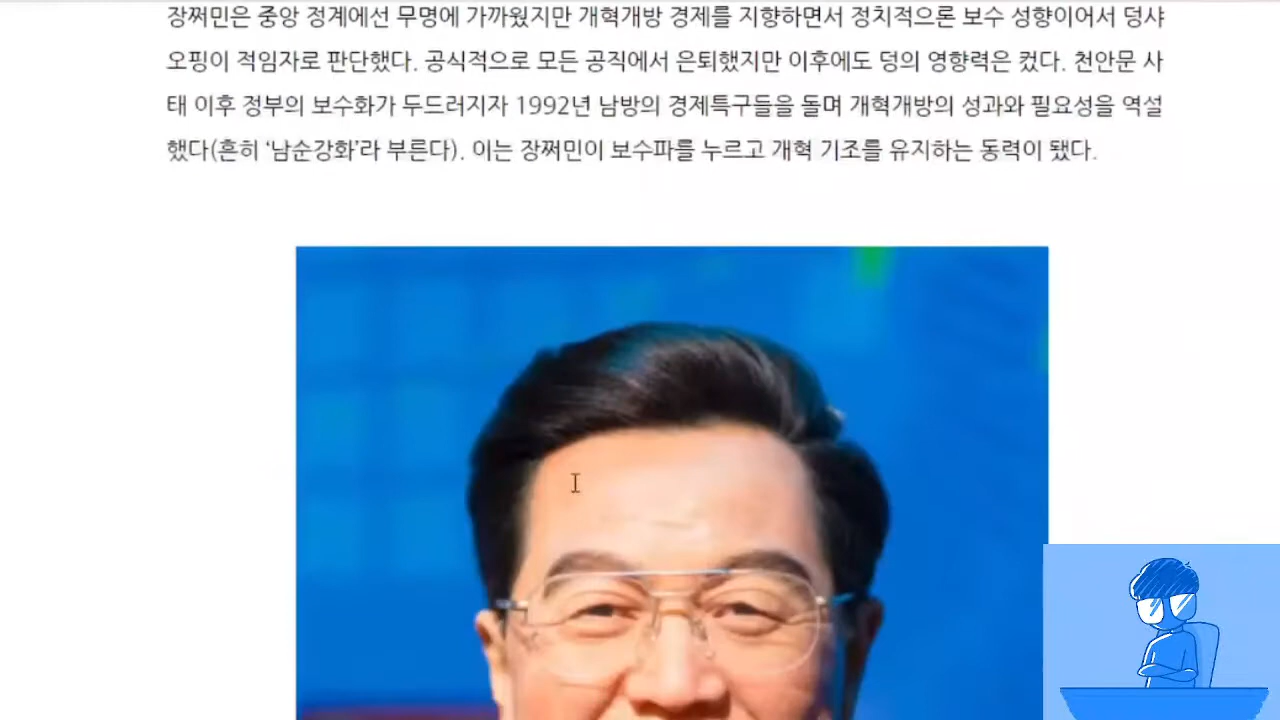 장쩌민은 중앙 정계에선 무명에 가까웠지만 개혁개방 경제를 지향하면서 정치적으론 보수 성향이어서 덩샤
오핑이 적임자로 판단했다. 공식적으로 모든 공직에서 은퇴했지만 이후에도 덩의 영향력은 컸다. 천안문 사
태 이후 정부의 보수화가 두드러지자 1992년 남방의 경제특구들을 돌며 개혁개방의 성과와 필요성을 역설
했다(흔히 ‘남순강화’라 부른다). 이는 장쩌민이 보수파를 누르고 개혁 기조를 유지하는 동력이 됐다.